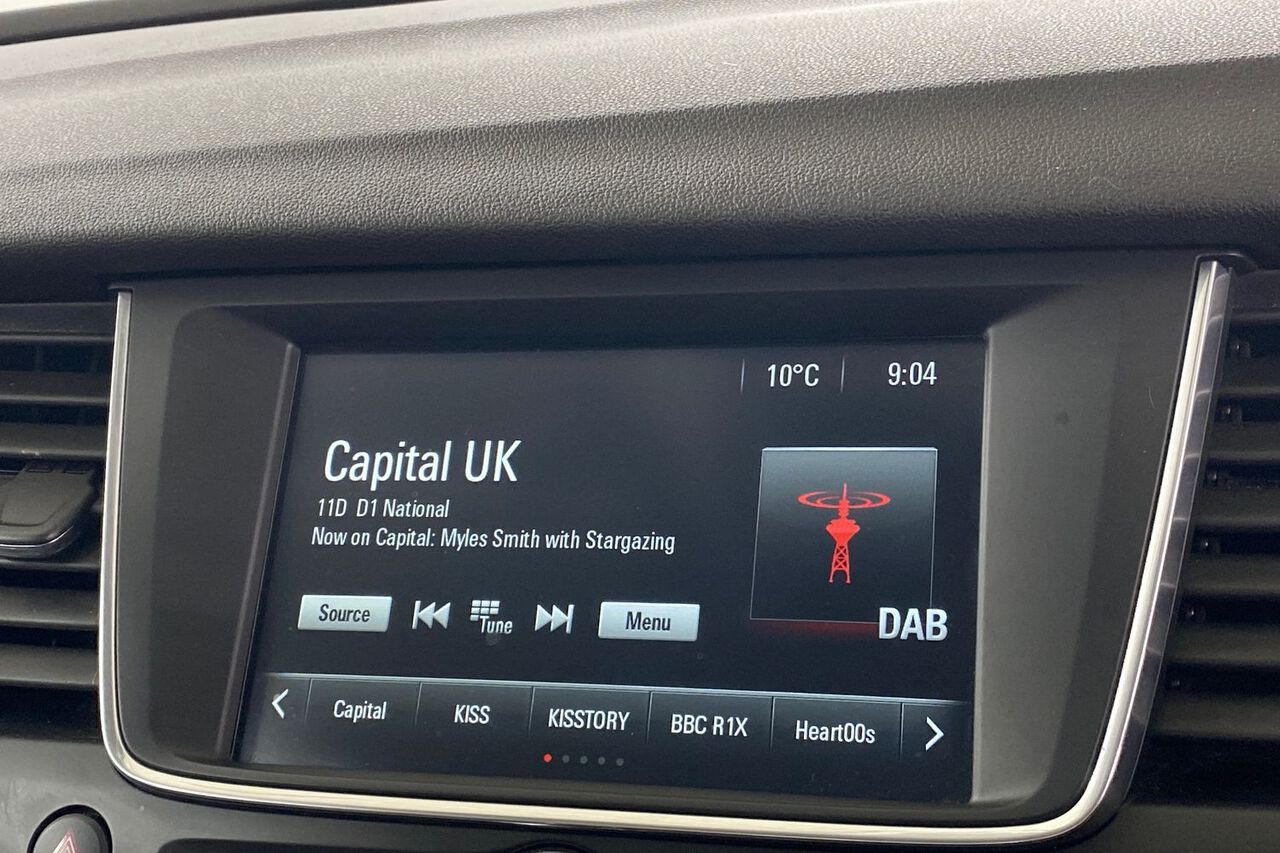 10°C 9:04
Capital UK
11D D1 National
Now on Capital: Myles Smith with Stargazing
Source Tune Menu
DAB
Capital KISS KISSTORY BBC R1X Heart00s